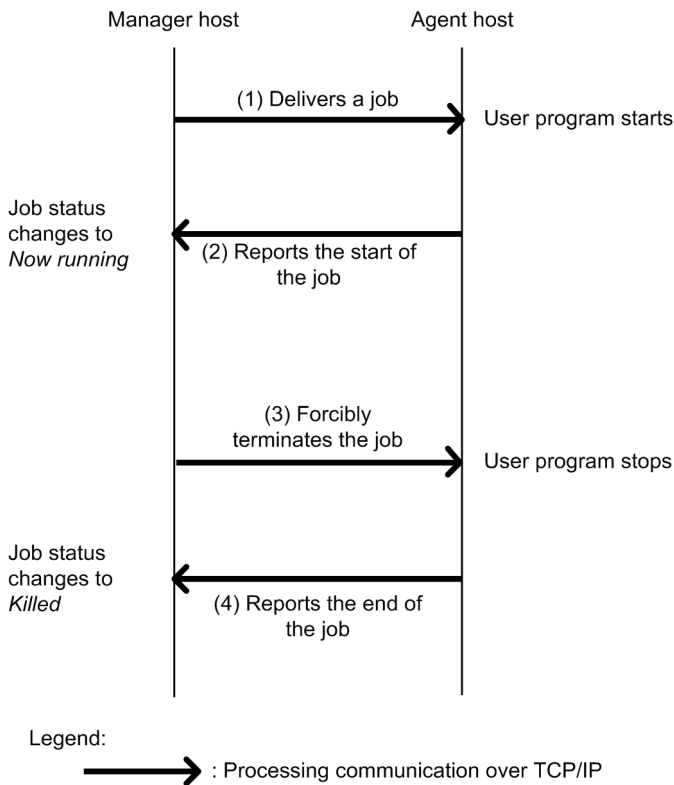 Manager host
Agent host
(1) Delivers a job
User program starts
Job status
changes to
Now running
(2) Reports the start of
the job
(3) Forcibly
terminates the job
User program stops
Job status
changes to
Killed
(4) Reports the end of
the job
Legend:
: Processing communication over TCP/IP